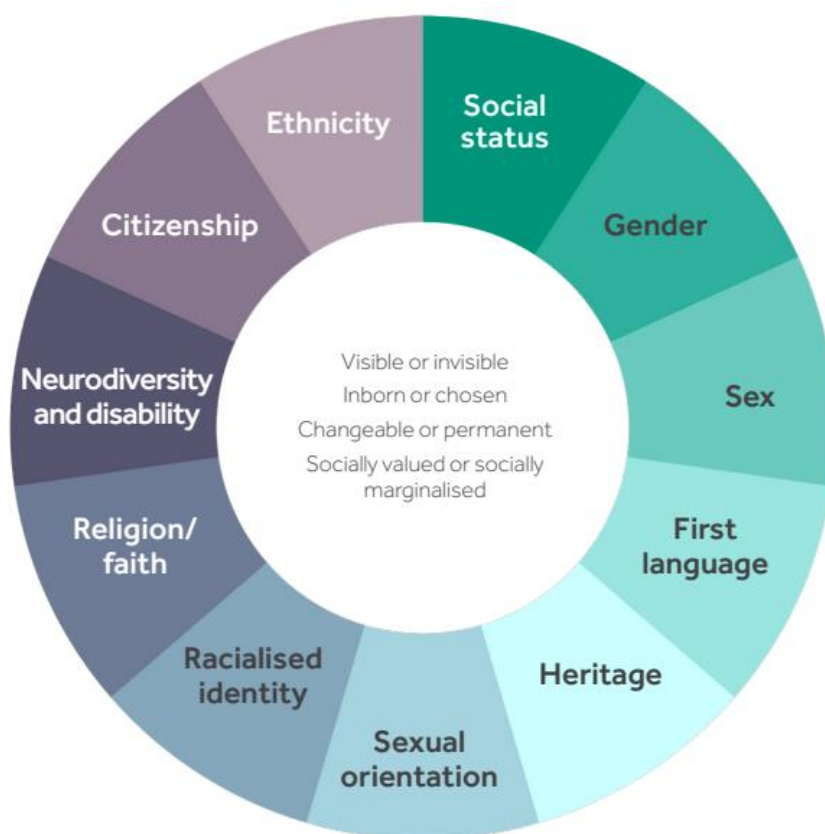 Social
status
Gender
Sex
First
language
Heritage
Sexual
orientation
Racialised
identity
Religion/
faith
Neurodiversity
and disability
Citizenship
Ethnicity
Visible or invisible
Inborn or chosen
Changeable or permanent
Socially valued or socially
marginalised